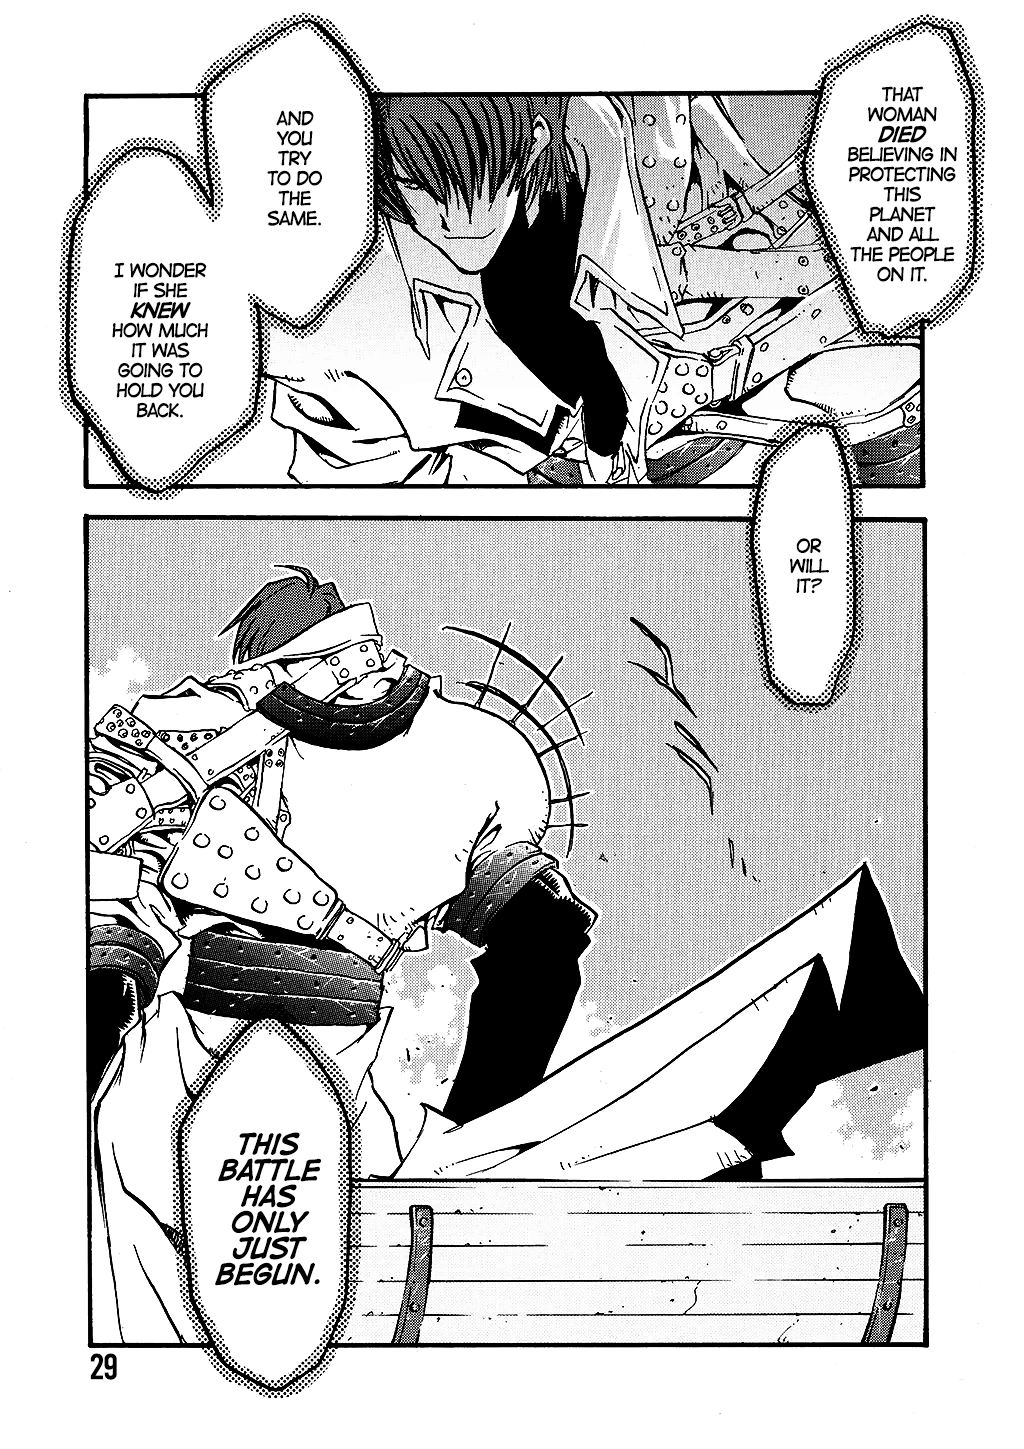 THAT
WOMAN
DIED
BELIEVING IN
PROTECTING
THIS
PLANET
AND ALL
THE PEOPLE
ON IT.
AND
YOU
TRY
TO DO
THE
SAME.
I WONDER
IF SHE
KNEW
HOW MUCH
IT WAS
GOING TO
HOLD YOU
BACK.
OR
WILL
IT?
THIS
BATTLE
HAS
ONLY
JUST
BEGUN.
29